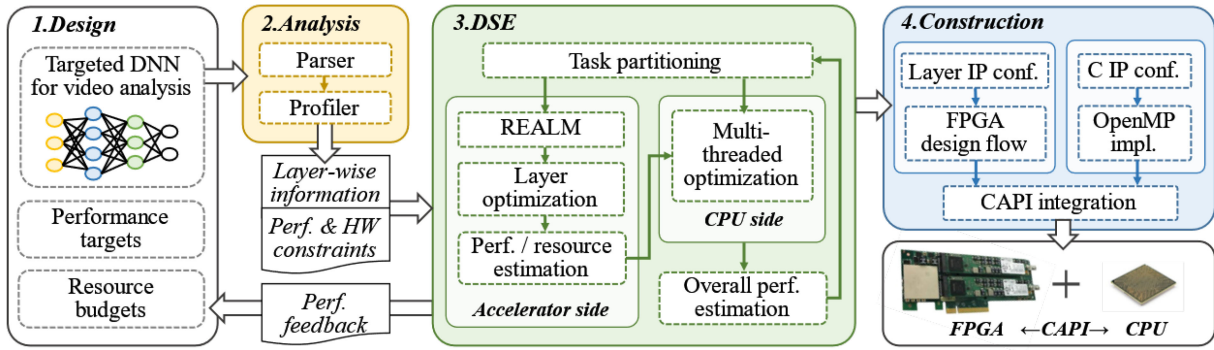 1.Design
Targeted DNN
for video analysis
Performance
targets
Resource
budgets
2.Analysis
Parser
Profiler
Layer-wise
information
Perf. & HW
constraints
Perf.
feedback
3.DSE
Task partitioning
REALM
Layer
optimization
Perf. / resource
estimation
Accelerator side
Multi-
threaded
optimization
CPU side
Overall perf.
estimation
4.Construction
Layer IP conf.
FPGA
design flow
C IP conf.
OpenMP
impl.
CAPI integration
+
FPGA ←CAPI→ CPU